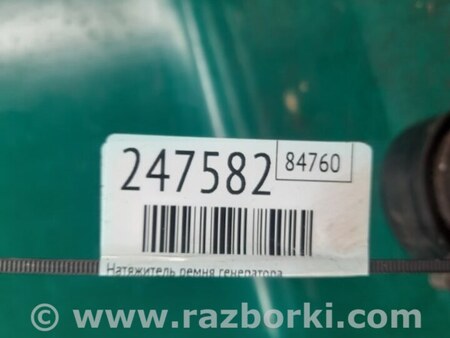 247582 84760
Натяжитель ремня генератора
© www.razborki.com